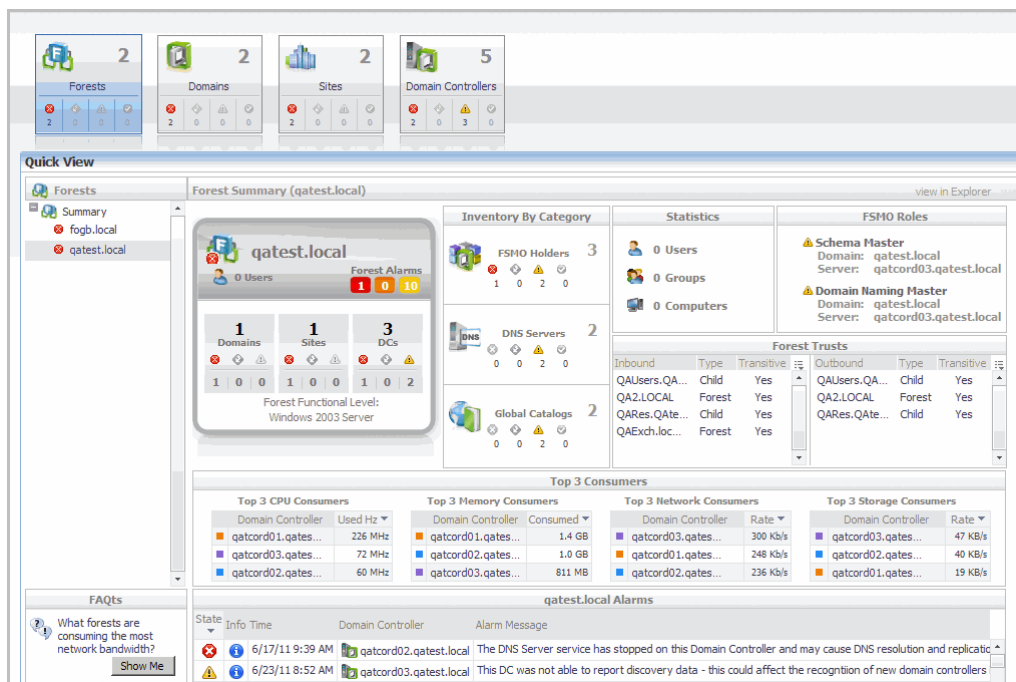 2 2 2 5
Forests Domains Sites Domain Controllers
2 0 0 0 2 0 0 0 2 0 0 0 2 0 3 0
Quick View
Forests
Summary
fogb.local
qatest.local
Forest Summary (qatest.local) view in Explorer
qatest.local
0 Users
Forest Alarms
1 0 10
1 1 3
Domains Sites DCs
1 0 0 1 0 0 1 0 2
Forest Functional Level:
Windows 2003 Server
Inventory By Category
FSMO Holders 3
1 0 2 0
DNS
DNS Servers 2
0 0 2 0
Global Catalogs 2
0 0 2 0
Statistics
0 Users
0 Groups
0 Computers
FSMO Roles
Schema Master
Domain: qatest.local
Server: qatcord03.qatest.local
Domain Naming Master
Domain: qatest.local
Server: qatcord03.qatest.local
Forest Trusts
Inbound Type Transitive Outbound Type Transitive
QAUsers.QA... Child Yes QAUsers.QA... Child Yes
QA2.LOCAL Forest Yes QA2.LOCAL Forest Yes
QARes.QAte... Child Yes QARes.QAte... Child Yes
QAExch.loc... Forest Yes
Top 3 Consumers
Top 3 CPU Consumers Top 3 Memory Consumers Top 3 Network Consumers Top 3 Storage Consumers
Domain Controller Used Hz Domain Controller Consumed Domain Controller Rate Domain Controller Rate
qatcord01.qates... 226 MHz qatcord01.qates... 1.4 GB qatcord03.qates... 300 Kb/s qatcord03.qates... 47 KB/s
qatcord03.qates... 72 MHz qatcord02.qates... 1.0 GB qatcord01.qates... 248 Kb/s qatcord02.qates... 40 KB/s
qatcord02.qates... 60 MHz qatcord03.qates... 811 MB qatcord02.qates... 236 Kb/s qatcord01.qates... 19 KB/s
FAQts
What forests are
consuming the most
network bandwidth?
Show Me
qatest.local Alarms
State Info Time Domain Controller Alarm Message
6/17/11 9:39 AM qatcord02.qatest.local The DNS Server service has stopped on this Domain Controller and may cause DNS resolution and replicatic
6/23/11 8:52 AM qatcord03.qatest.local This DC was not able to report discovery data - this could affect the recogntiion of new domain controllers